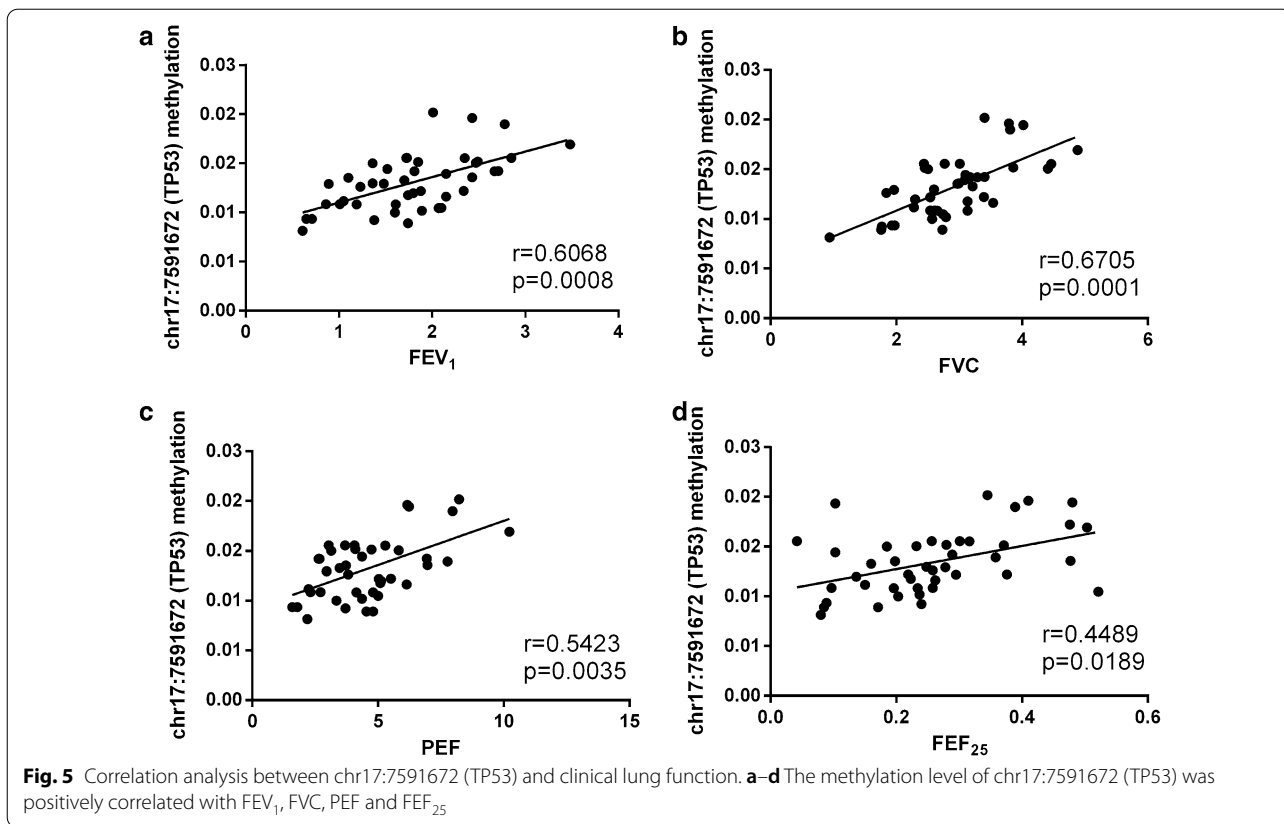 a
chr17:7591672 (TP53) methylation
0.03
0.02
0.02
0.01
0.01
0.00
0 1 2 3 4
FEV₁
r=0.6068
p=0.0008
b
chr17:7591672 (TP53) methylation
0.03
0.02
0.02
0.01
0.01
0.00
0 2 4 6
FVC
r=0.6705
p=0.0001
c
chr17:7591672 (TP53) methylation
0.03
0.02
0.02
0.01
0.01
0.00
0 5 10 15
PEF
r=0.5423
p=0.0035
d
chr17:7591672 (TP53) methylation
0.03
0.02
0.02
0.01
0.01
0.00
0.0 0.2 0.4 0.6
FEF₂₅
r=0.4489
p=0.0189
Fig. 5 Correlation analysis between chr17:7591672 (TP53) and clinical lung function. a–d The methylation level of chr17:7591672 (TP53) was
positively correlated with FEV₁, FVC, PEF and FEF₂₅